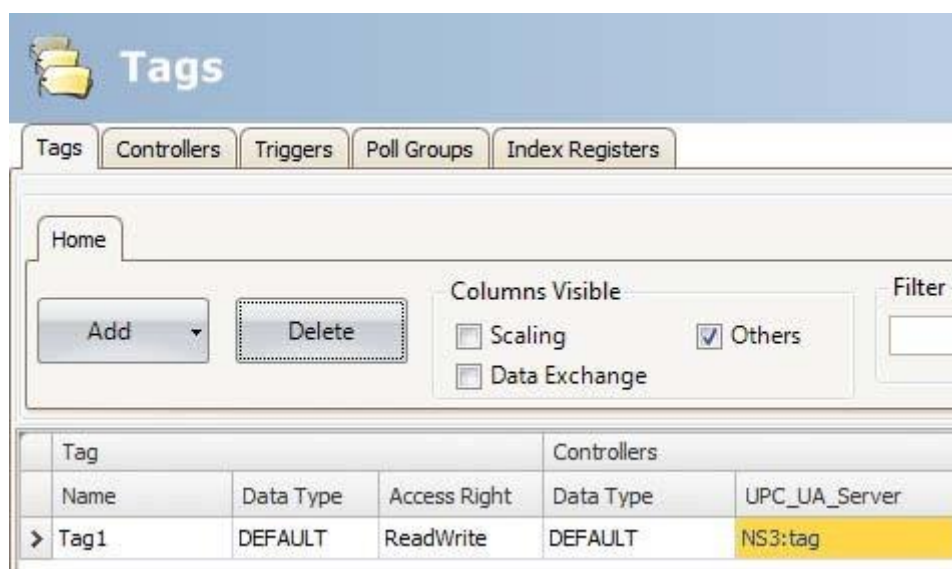 Tags
Tags Controllers Triggers Poll Groups Index Registers
Home
Columns Visible Filter
Add Delete Scaling Others
Data Exchange
Tag Controllers
Name Data Type Access Right Data Type UPC_UA_Server
Tag1 DEFAULT ReadWrite DEFAULT NS3:tag